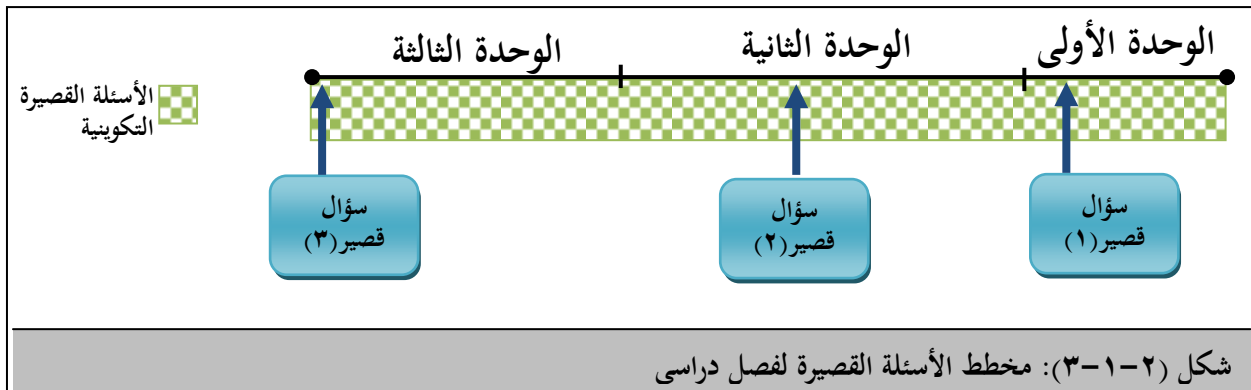 الوحدة الأولى
الوحدة الثانية
الوحدة الثالثة
الأسئلة القصيرة
التكوينية
سؤال
قصير(١)
سؤال
قصير(٢)
سؤال
قصير(٣)
شكل (٢-١-٣): مخطط الأسئلة القصيرة لفصل دراسي